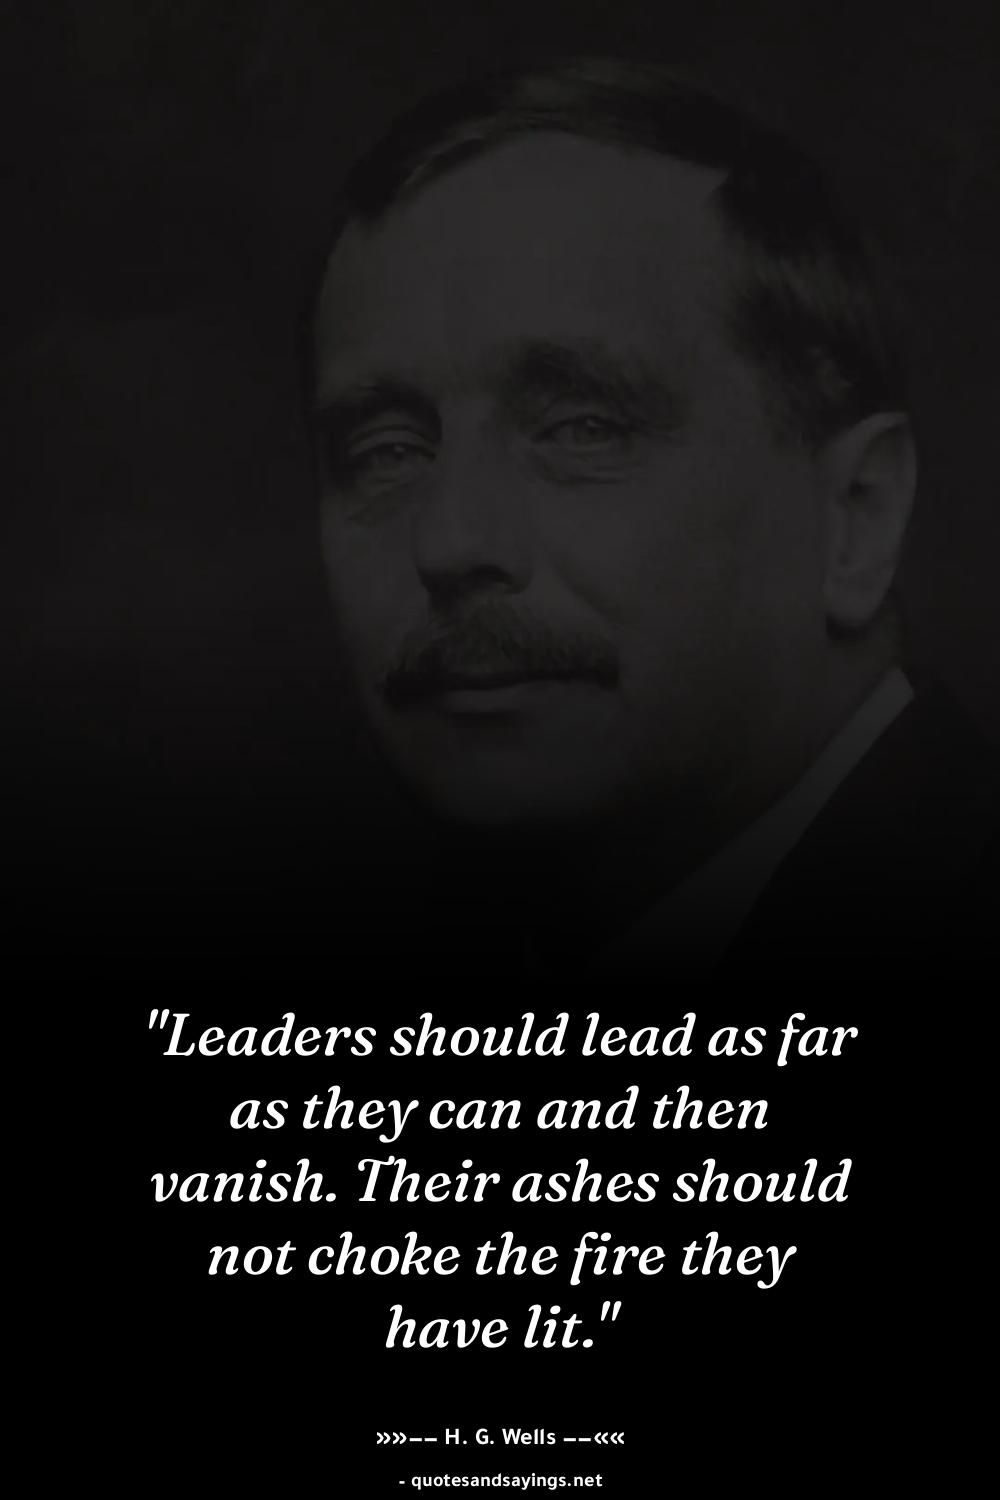 "Leaders should lead as far
as they can and then
vanish. Their ashes should
not choke the fire they
have lit."
»»−− H. G. Wells −−««
- quotesandsayings.net